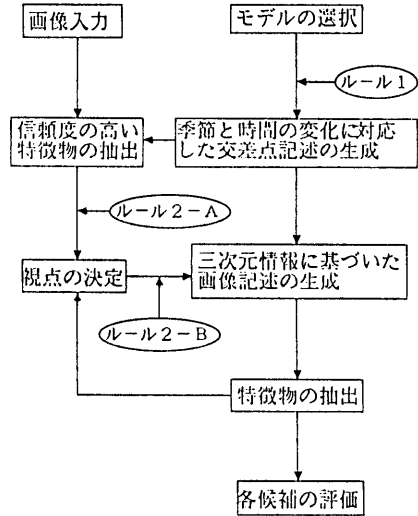 画像入力
モデルの選択
ルール1
信頼度の高い
特徴物の抽出
季節と時間の変化に対応
した交差点記述の生成
ルール2-A
視点の決定
三次元情報に基づいた
画像記述の生成
ルール2-B
特徴物の抽出
各候補の評価